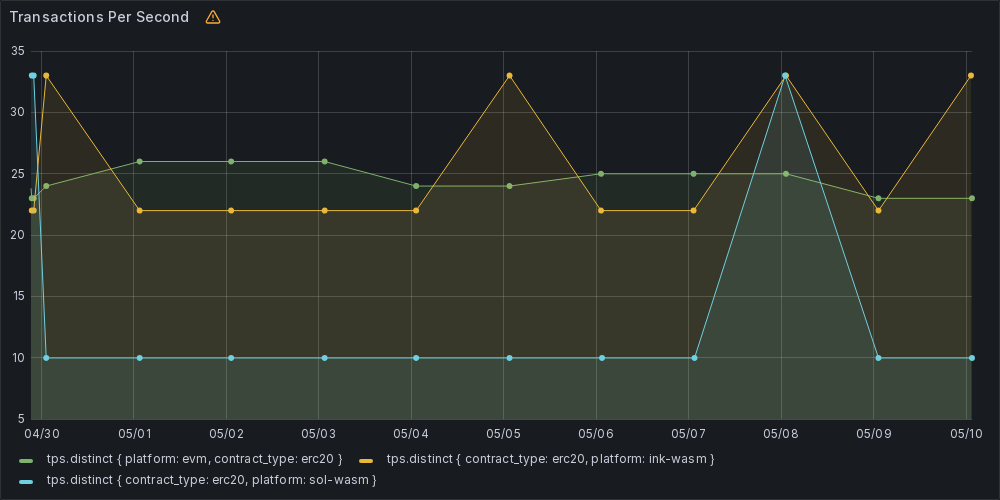 Transactions Per Second
35
30
25
20
15
10
5
04/30 05/01 05/02 05/03 05/04 05/05 05/06 05/07 05/08 05/09 05/10
tps.distinct { platform: evm, contract_type: erc20 } tps.distinct { contract_type: erc20, platform: ink-wasm }
tps.distinct { contract_type: erc20, platform: sol-wasm }